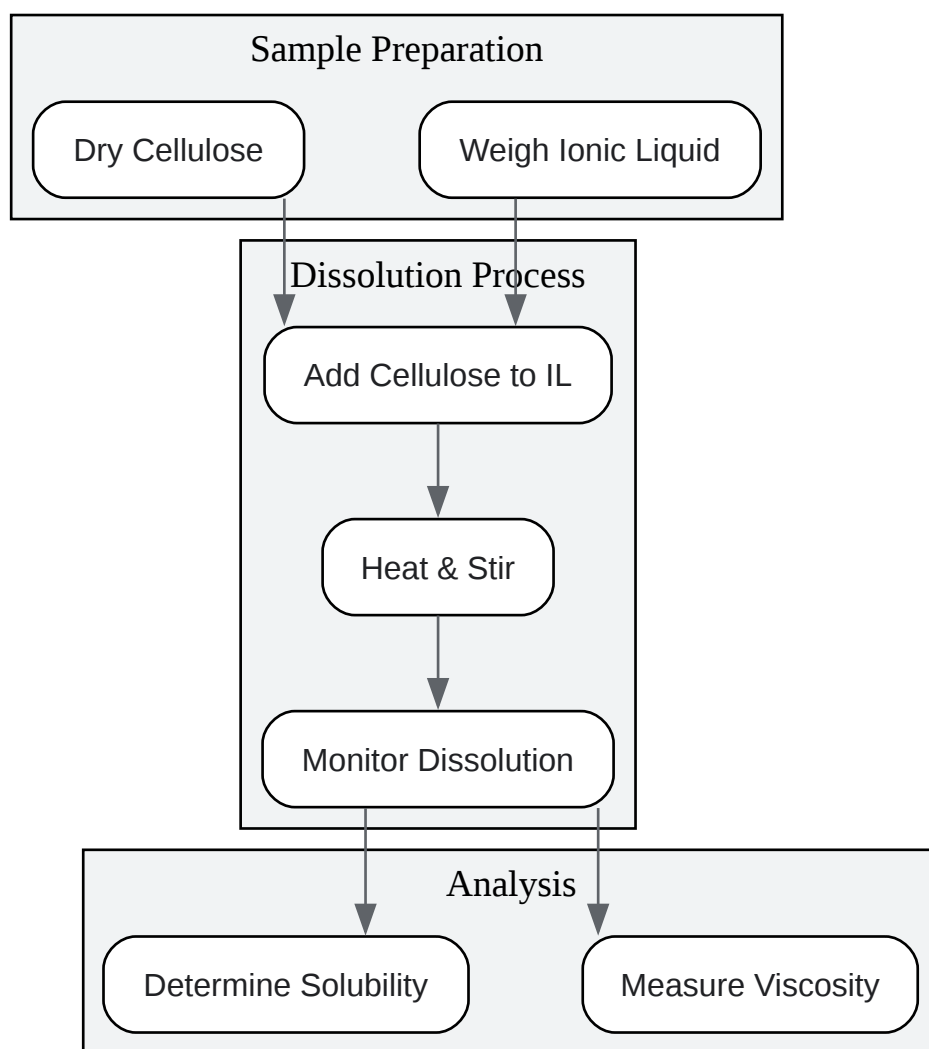 Sample Preparation
Dry Cellulose
Weigh Ionic Liquid
Dissolution Process
Add Cellulose to IL
Heat & Stir
Monitor Dissolution
Analysis
Determine Solubility
Measure Viscosity